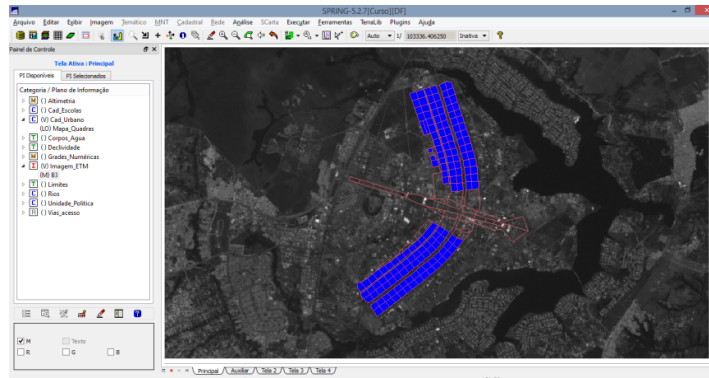 SPRING-5.2.7[Curso][DF]
Arquivo Editar Exibir Imagem Temático MNT Cadastral Rede Análise SCarta Executar Ferramentas TerraLib Plugins Ajuda
Auto 1/ 103336.406250 Inativa
Painel de Controle
Tela Ativa : Principal
PI Disponíveis PI Selecionados
Categoria / Plano de Informação
M () Altimetria
C () Cad_Escolas
C (V) Cad_Urbano
(LO) Mapa_Quadras
T () Corpos_Agua
T () Declividade
M () Grades_Numéricas
I (V) Imagem_ETM
(M) B3
T () Limites
C () Rios
C () Unidade_Politica
R () Vias_acesso
M Texto
R G B
Principal Auxiliar Tela 2 Tela 3 Tela 4